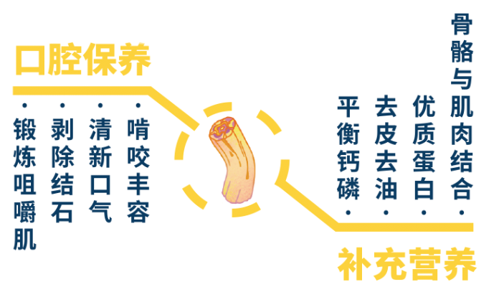 口腔保养
啃咬丰容
清新口气
剥除结石
锻炼咀嚼肌
骨骼与肌肉结合
优质蛋白
去皮去油
平衡钙磷
补充营养